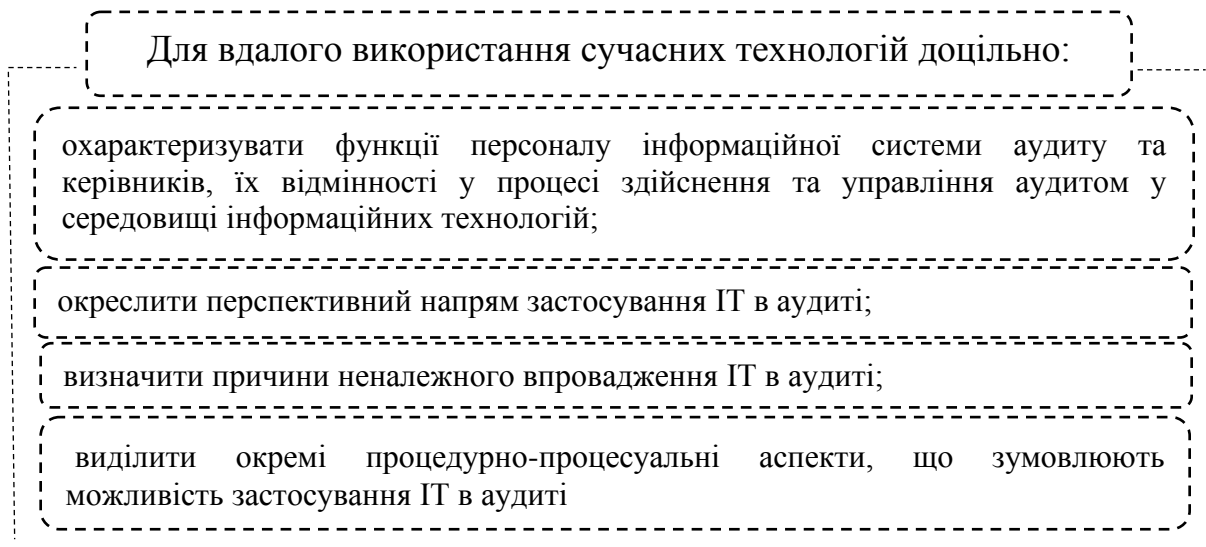 Для вдалого використання сучасних технологій доцільно:
охарактеризувати функції персоналу інформаційної системи аудиту та
керівників, їх відмінності у процесі здійснення та управління аудитом у
середовищі інформаційних технологій;
окреслити перспективний напрям застосування ІТ в аудиті;
визначити причини неналежного впровадження ІТ в аудиті;
виділити окремі процедурно-процесуальні аспекти, що зумовлюють
можливість застосування ІТ в аудиті